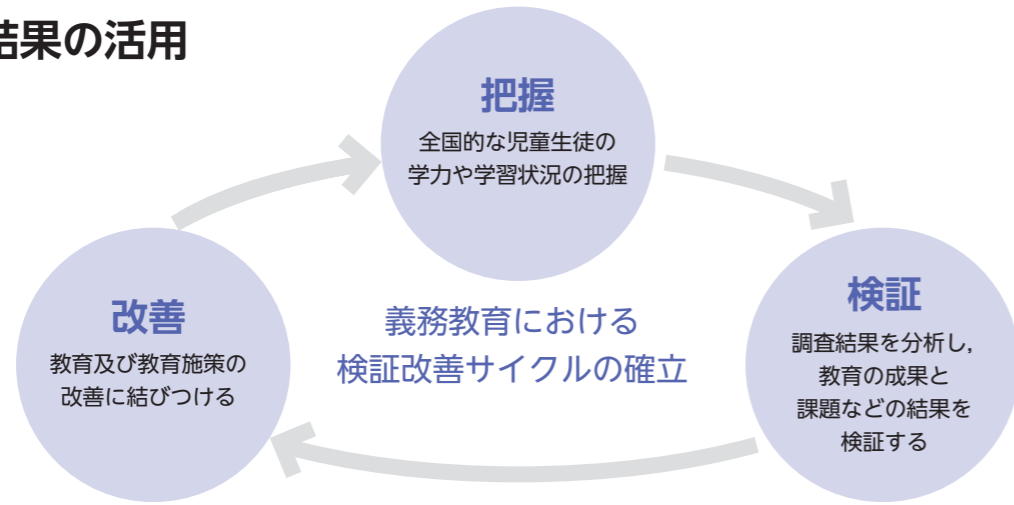 結果の活用
把握
全国的な児童生徒の
学力や学習状況の把握
検証
調査結果を分析し,
教育の成果と
課題などの結果を
検証する
改善
教育及び教育施策の
改善に結びつける
義務教育における
検証改善サイクルの確立